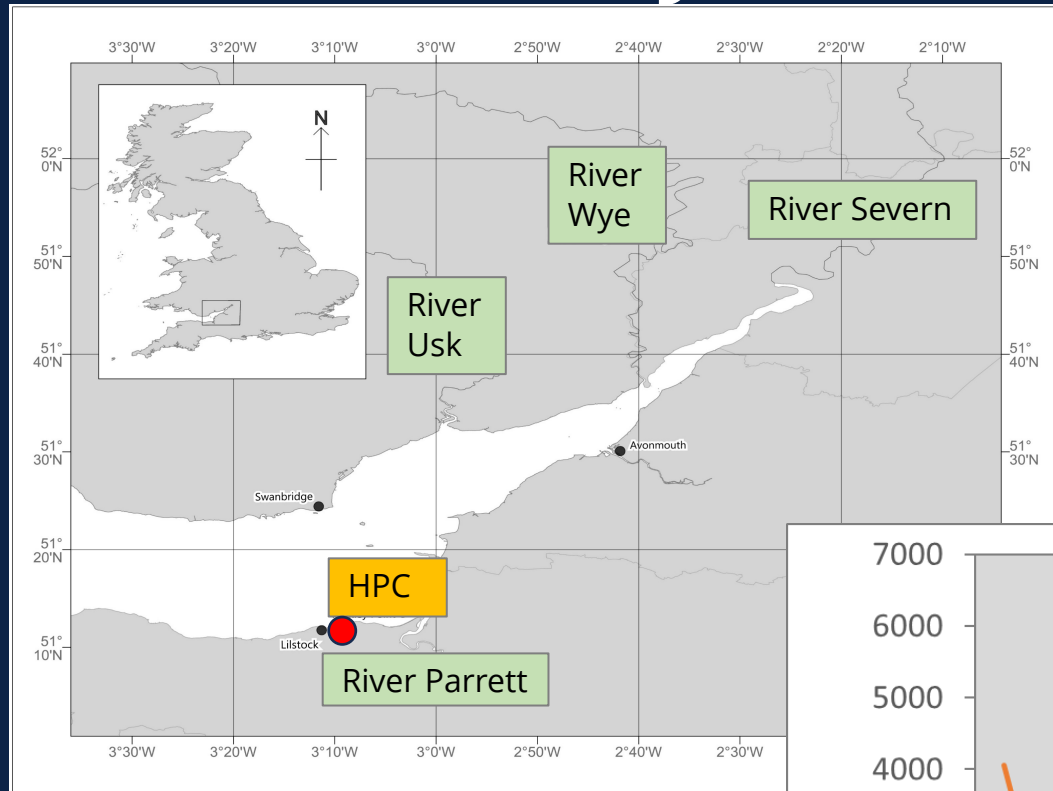 3°30'W 3°20'W 3°10'W 3°0'W 2°50'W 2°40'W 2°30'W 2°20'W 2°10'W
N
52°
0'N
52°
0'N
River
Wye
River Severn
51°
50'N
51°
50'N
River
Usk
51°
40'N
51°
40'N
51°
30'N
51°
30'N
Avonmouth
Swanbridge
51°
20'N
HPC
Lilstock
51°
10'N
River Parrett
3°30'W 3°20'W 3°10'W 3°0'W 2°50'W 2°40'W 2°30'W
7000
6000
5000
4000